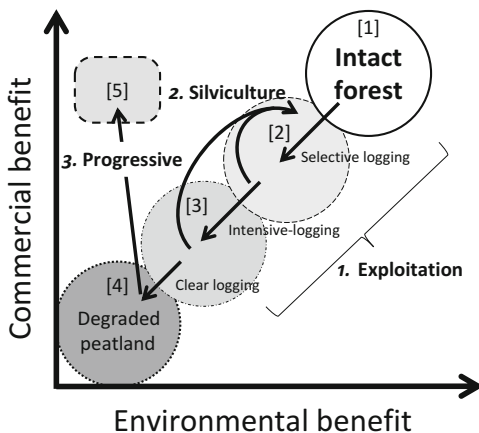 [1]
Intact
forest
[5]
2. Silviculture
[2]
3. Progressive
Selective logging
[3]
Intensive-logging
1. Exploitation
[4]
Clear logging
Degraded
peatland
Commercial benefit
Environmental benefit